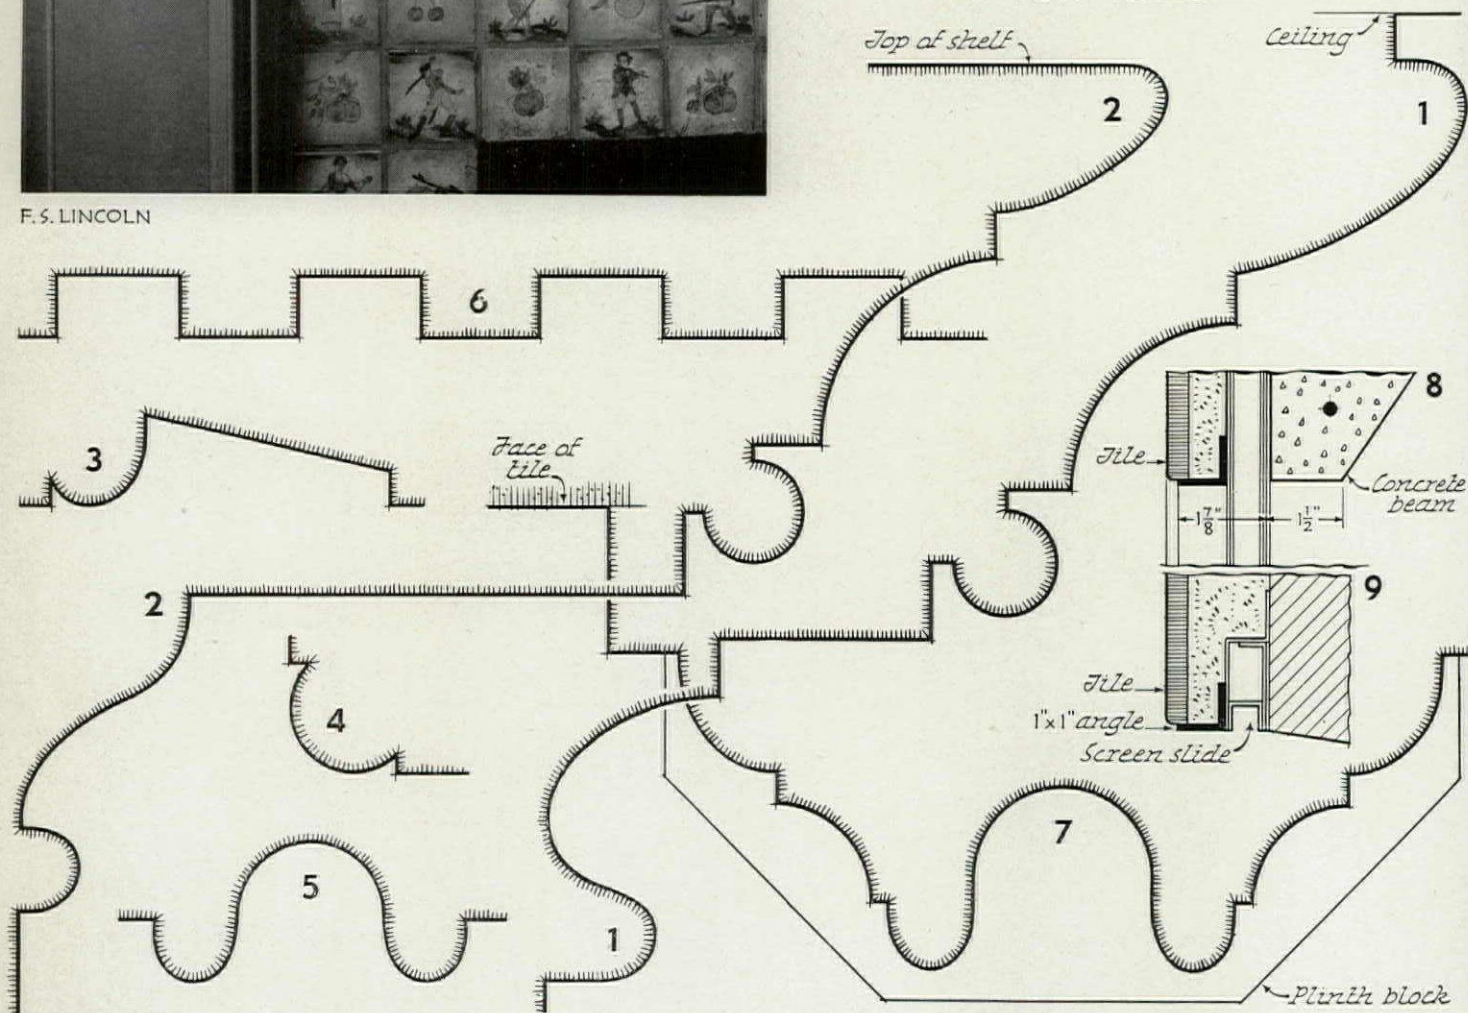 F. S. LINCOLN
Top of shelf
Ceiling
2
1
6
8
3
Face of
tile
Tile
Concrete
beam
1 7/8"
1 1/2"
2
9
4
Tile
1"x1" angle
Screen slide
7
5
1
Plinth block